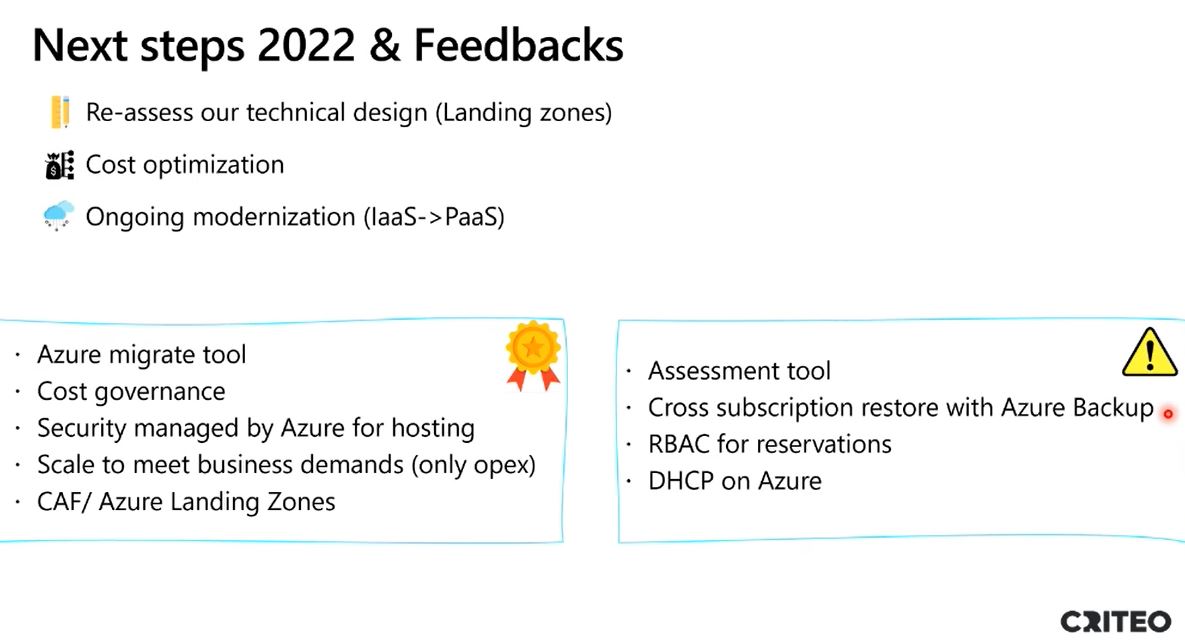 Next steps 2022 & Feedbacks
Re-assess our technical design (Landing zones)
Cost optimization
Ongoing modernization (IaaS->PaaS)
· Azure migrate tool
· Cost governance
· Security managed by Azure for hosting
· Scale to meet business demands (only opex)
· CAF/ Azure Landing Zones
· Assessment tool
· Cross subscription restore with Azure Backup
· RBAC for reservations
· DHCP on Azure
CRITEO